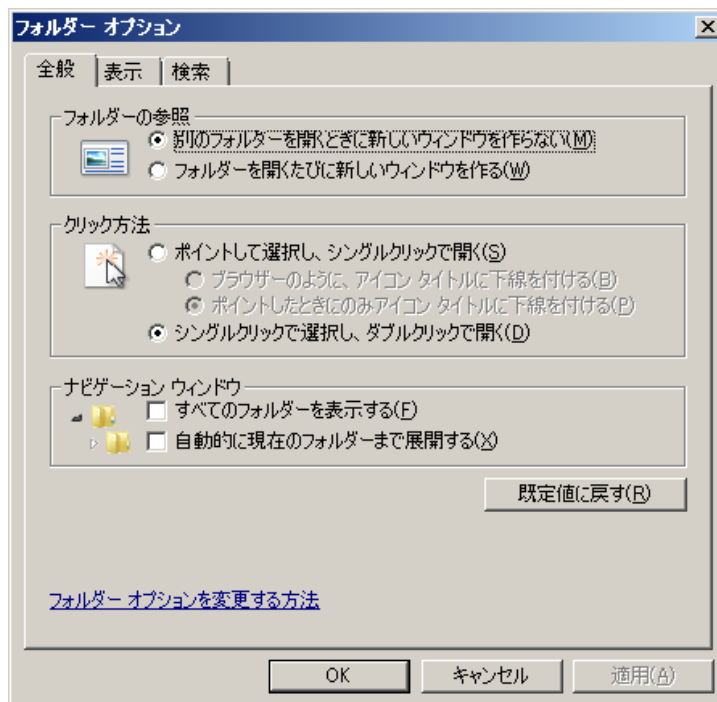 フォルダー オプション
全般 表示 検索
フォルダーの参照
別のフォルダーを開くときに新しいウィンドウを作らない(M)
フォルダーを開くたびに新しいウィンドウを作る(W)
クリック方法
ポイントして選択し、シングルクリックで開く(S)
ブラウザーのように、アイコン タイトルに下線を付ける(B)
ポイントしたときにのみアイコン タイトルに下線を付ける(P)
シングルクリックで選択し、ダブルクリックで開く(D)
ナビゲーション ウィンドウ
すべてのフォルダーを表示する(F)
自動的に現在のフォルダーまで展開する(X)
既定値に戻す(R)
フォルダー オプションを変更する方法
OK キャンセル 適用(A)